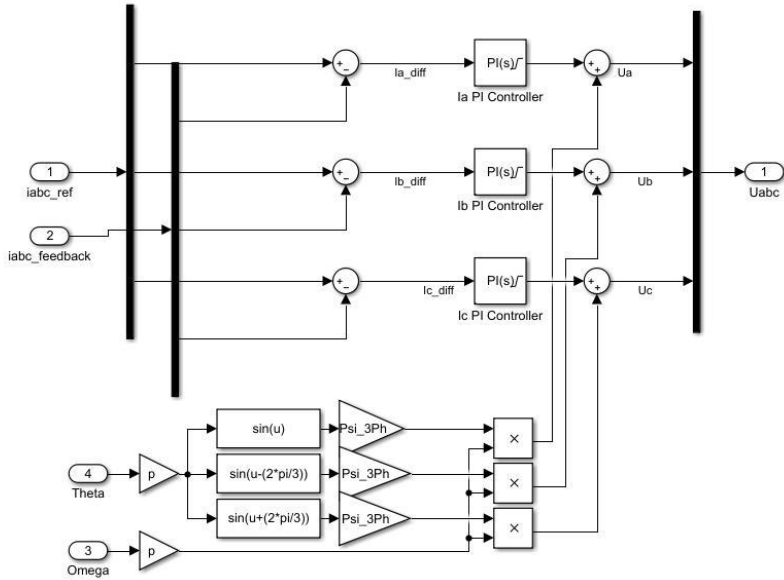 PI(s)
Ia_diff
Ua
Ia PI Controller
1
iabc_ref
PI(s)
Ib_diff
Ub
Ib PI Controller
1
Uabc
2
iabc_feedback
PI(s)
Ic_diff
Uc
Ic PI Controller
sin(u)
Psi_3Ph
×
4
Theta
p
sin(u-(2*pi/3))
Psi_3Ph
×
sin(u+(2*pi/3))
Psi_3Ph
×
3
Omega
p